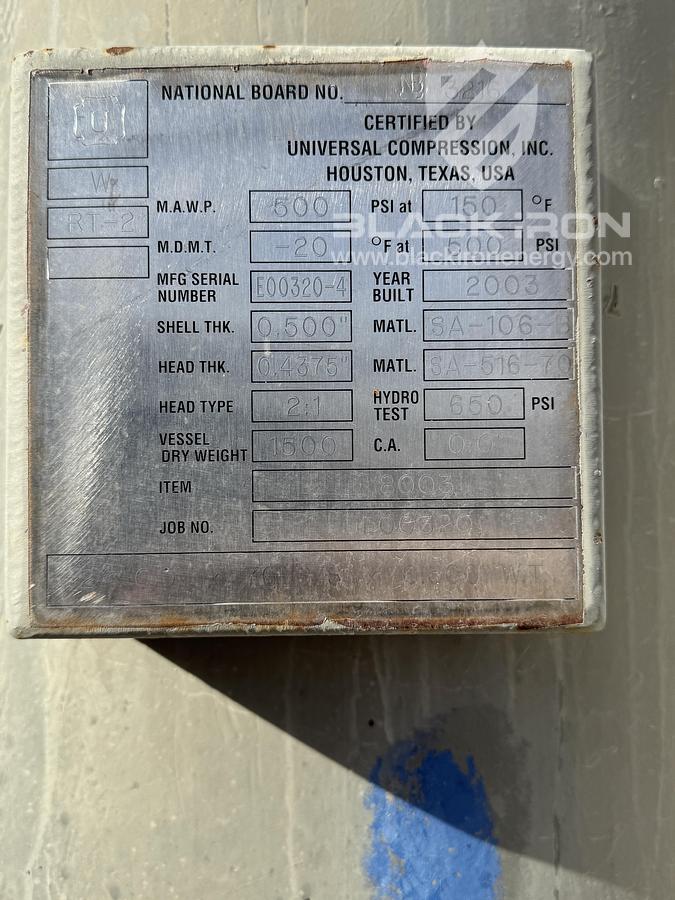 NATIONAL BOARD NO.
CERTIFIED BY
UNIVERSAL COMPRESSION, INC.
HOUSTON, TEXAS, USA
U
W
RT-2
M.A.W.P. 500 PSI at 150 °F
M.D.M.T. -20 °F at 500 PSI
MFG SERIAL NUMBER E00320-4 YEAR BUILT 2003
SHELL THK. 0.500" MATL. SA-106-B
HEAD THK. 0.4375" MATL. SA-516-70
HEAD TYPE 2:1 HYDRO TEST 650 PSI
VESSEL DRY WEIGHT 1500 C.A. 0.0"
ITEM
JOB NO.
BLACK IRON
www.blackironenergy.com